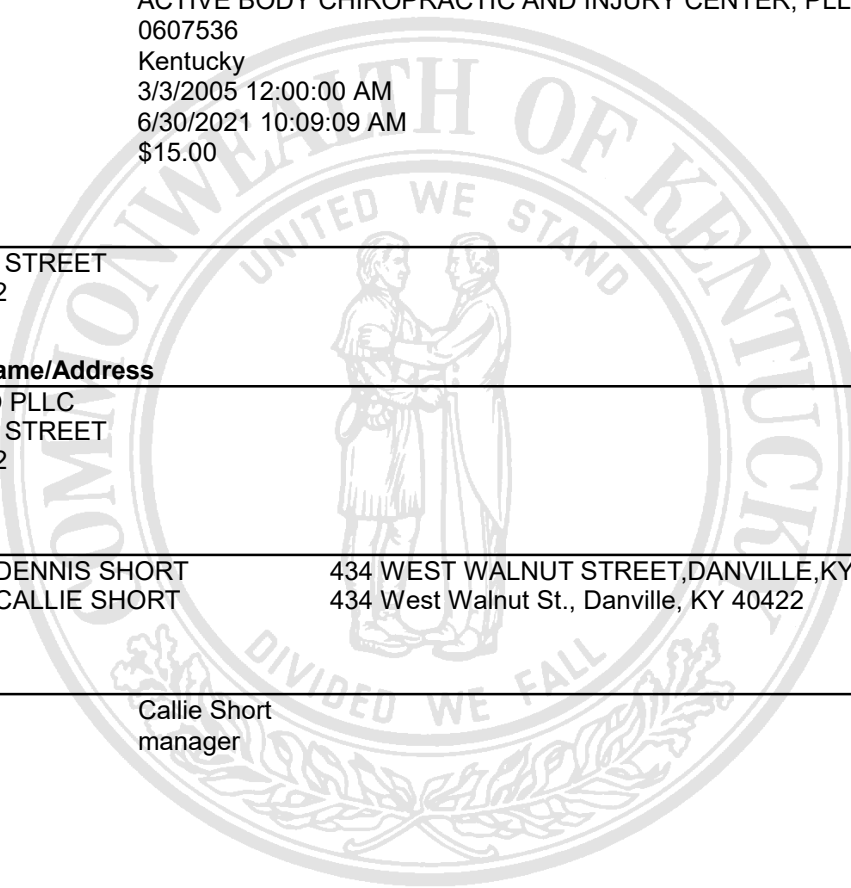 ACTIVE BODY CHIROPRACTIC AND INJURY CENTER, PLL
0607536
Kentucky
3/3/2005 12:00:00 AM
6/30/2021 10:09:09 AM
$15.00
COMMONWEALTH OF KENTUCKY
UNITED WE STAND
STREET
2
ame/Address
PLLC
STREET
2
DENNIS SHORT 434 WEST WALNUT STREET,DANVILLE,KY
CALLIE SHORT 434 West Walnut St., Danville, KY 40422
DIVIDED WE FALL
Callie Short
manager